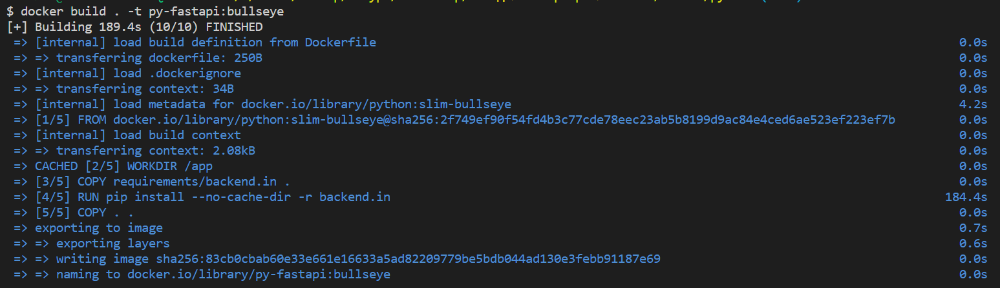 $ docker build . -t py-fastapi:bullseye
[+] Building 189.4s (10/10) FINISHED
=> [internal] load build definition from Dockerfile 0.0s
=> => transferring dockerfile: 250B 0.0s
=> [internal] load .dockerignore 0.0s
=> => transferring context: 34B 0.0s
=> [internal] load metadata for docker.io/library/python:slim-bullseye 4.2s
=> [1/5] FROM docker.io/library/python:slim-bullseye@sha256:2f749ef90f54fd4b3c77cde78eec23ab5b8199d9ac84e4ced6ae523ef223ef7b 0.0s
=> [internal] load build context 0.0s
=> => transferring context: 2.08kB 0.0s
=> CACHED [2/5] WORKDIR /app 0.0s
=> [3/5] COPY requirements/backend.in . 0.0s
=> [4/5] RUN pip install --no-cache-dir -r backend.in 184.4s
=> [5/5] COPY . . 0.0s
=> exporting to image 0.7s
=> => exporting layers 0.6s
=> => writing image sha256:83cb0cbab60e33e661e16633a5ad82209779be5bdb044ad130e3febb91187e69 0.0s
=> => naming to docker.io/library/py-fastapi:bullseye 0.0s